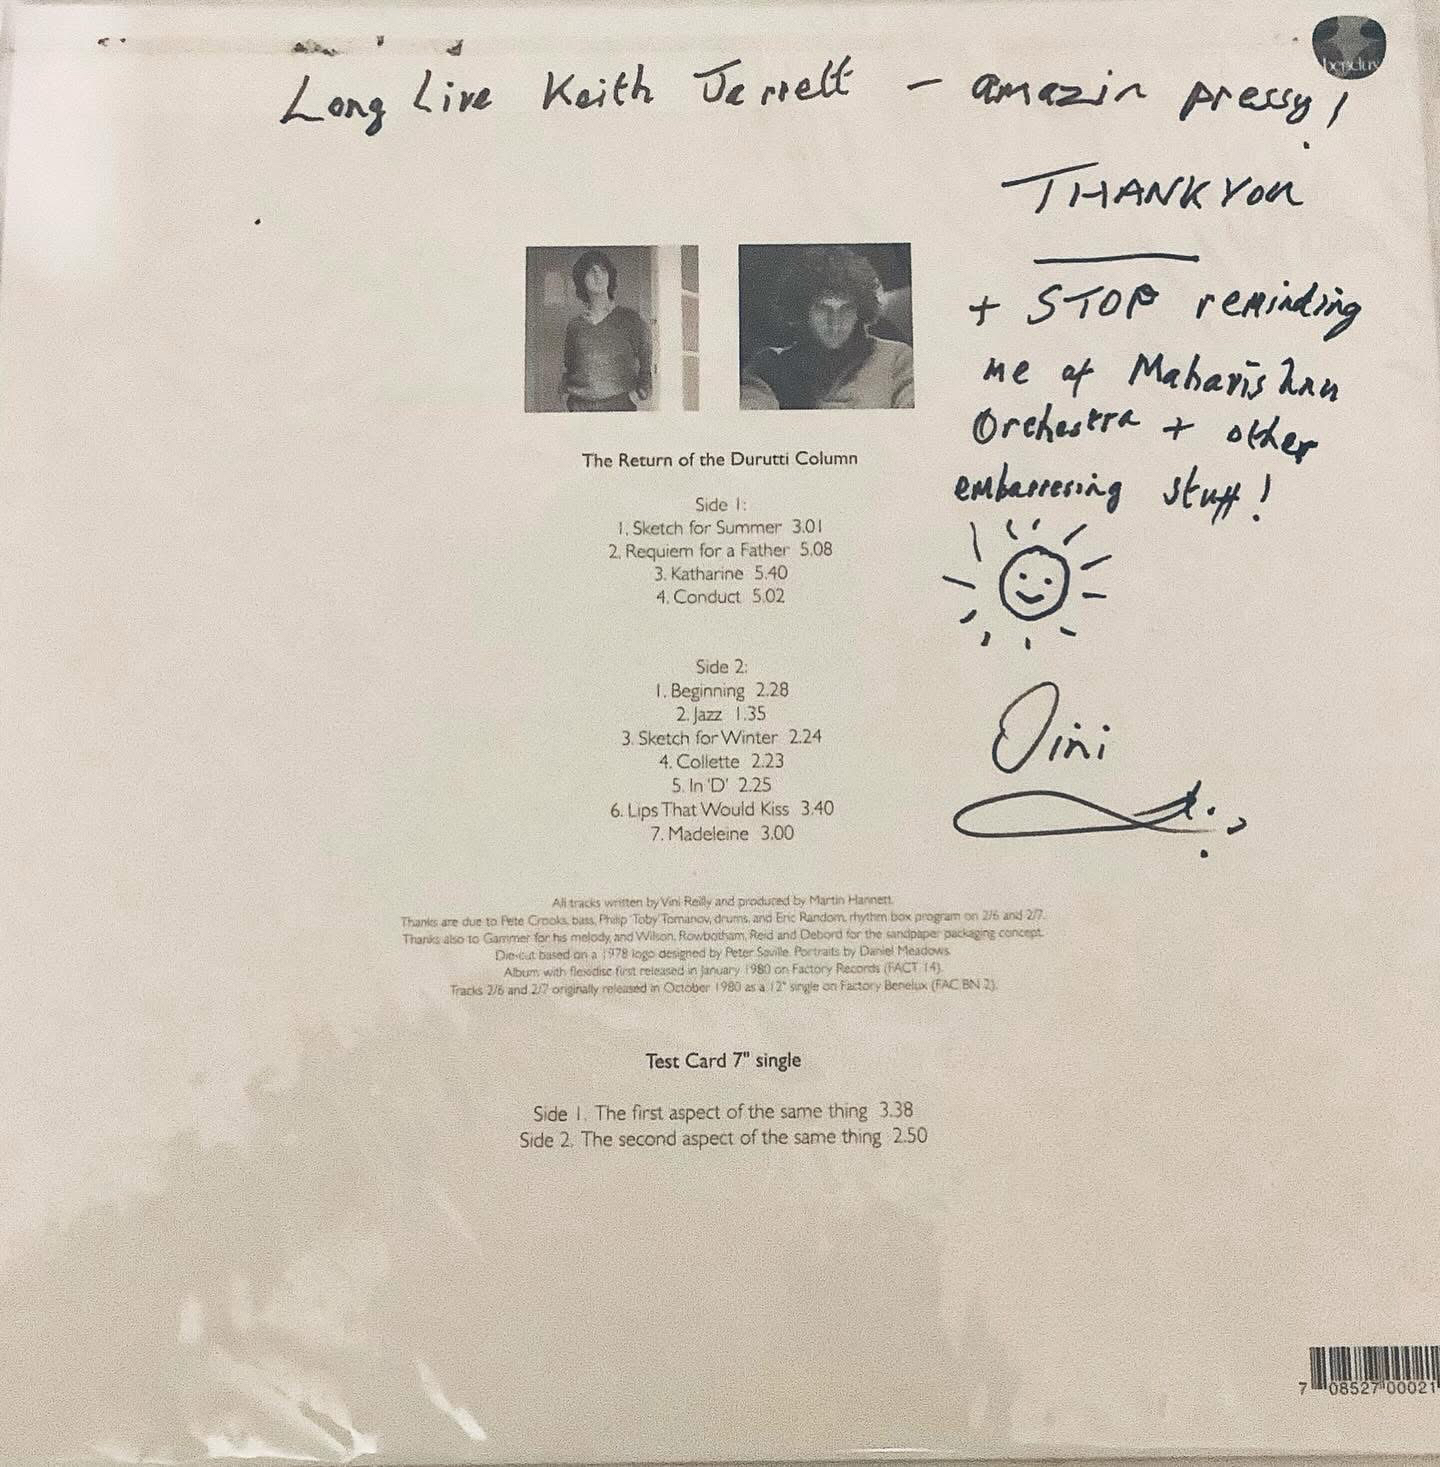 benelux
Long Live Keith Jarrett – amazin pressy!
THANKYOU
+ STOP reminding
me of Maharishnu
Orchestra + other
embarresing stuff!
Vini
The Return of the Durutti Column
Side 1:
1. Sketch for Summer 3.01
2. Requiem for a Father 5.08
3. Katharine 5.40
4. Conduct 5.02
Side 2:
1. Beginning 2.28
2. Jazz 1.35
3. Sketch for Winter 2.24
4. Collette 2.23
5. In 'D' 2.25
6. Lips That Would Kiss 3.40
7. Madeleine 3.00
All tracks written by Vini Reilly and produced by Martin Hannett.
Thanks are due to Pete Crooks, bass, Philip 'Toby' Tomanov, drums, and Eric Random, rhythm box program on 2/6 and 2/7.
Thanks also to Gammer for his melody, and Wilson, Rowbotham, Reid and Debord for the sandpaper packaging concept.
Die-cut based on a 1978 logo designed by Peter Saville. Portraits by Daniel Meadows.
Album with flexidisc first released in January 1980 on Factory Records (FACT 14).
Tracks 2/6 and 2/7 originally released in October 1980 as a 12" single on Factory Benelux (FAC BN 2).
Test Card 7" single
Side 1. The first aspect of the same thing 3.38
Side 2. The second aspect of the same thing 2.50
7 08527 00021